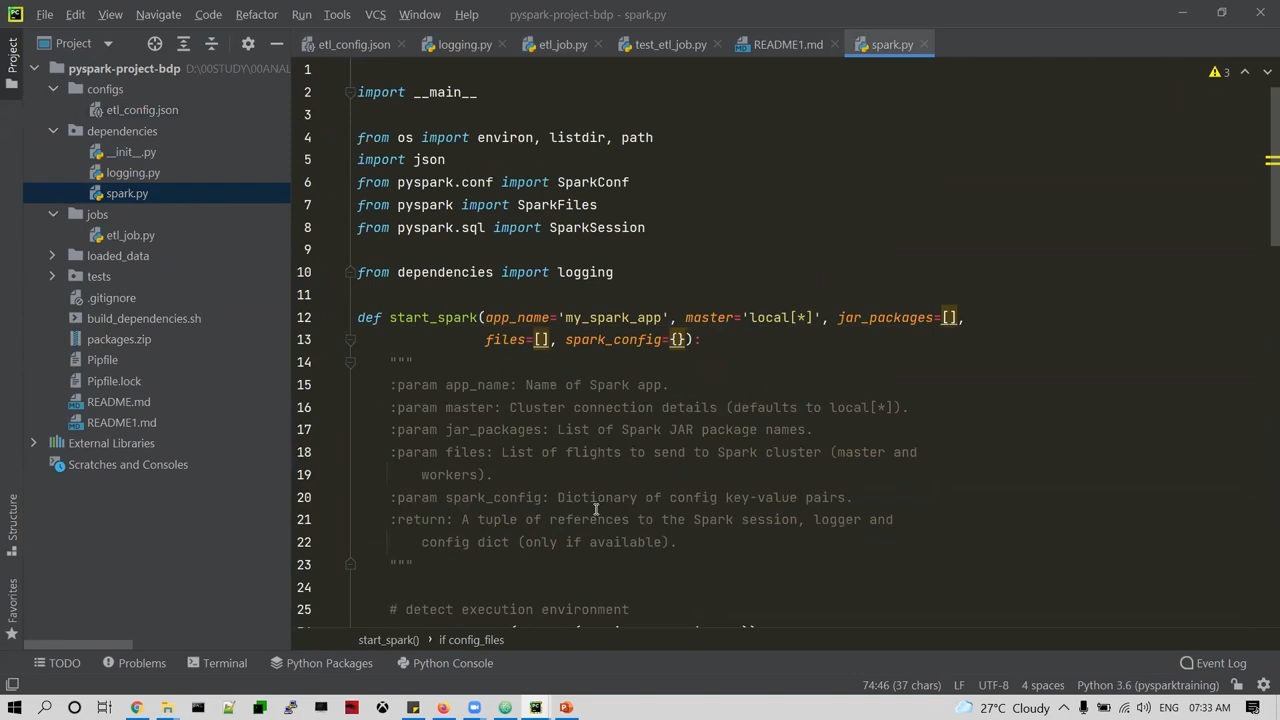 File Edit View Navigate Code Refactor Run Tools VCS Window Help pyspark-project-bdp - spark.py
Project
Project
etl_config.json
logging.py
etl_job.py
test_etl_job.py
README1.md
spark.py
pyspark-project-bdp D:\00STUDY\00ANAL
configs
etl_config.json
dependencies
__init__.py
logging.py
spark.py
jobs
etl_job.py
loaded_data
tests
.gitignore
build_dependencies.sh
packages.zip
Pipfile
Pipfile.lock
README.md
README1.md
External Libraries
Scratches and Consoles
Structure
Favorites
3
1
2 import __main__
3
4 from os import environ, listdir, path
5 import json
6 from pyspark.conf import SparkConf
7 from pyspark import SparkFiles
8 from pyspark.sql import SparkSession
9
10 from dependencies import logging
11
12 def start_spark(app_name='my_spark_app', master='local[*]', jar_packages=[],
13 files=[], spark_config={}):
14 """
15 :param app_name: Name of Spark app.
16 :param master: Cluster connection details (defaults to local[*]).
17 :param jar_packages: List of Spark JAR package names.
18 :param files: List of flights to send to Spark cluster (master and
19 workers).
20 :param spark_config: Dictionary of config key-value pairs.
21 :return: A tuple of references to the Spark session, logger and
22 config dict (only if available).
23 """
24
25 # detect execution environment
start_spark() › if config_files
TODO Problems Terminal Python Packages Python Console Event Log
74:46 (37 chars) LF UTF-8 4 spaces Python 3.6 (pysparktraining)
27°C Cloudy ENG 07:33 AM